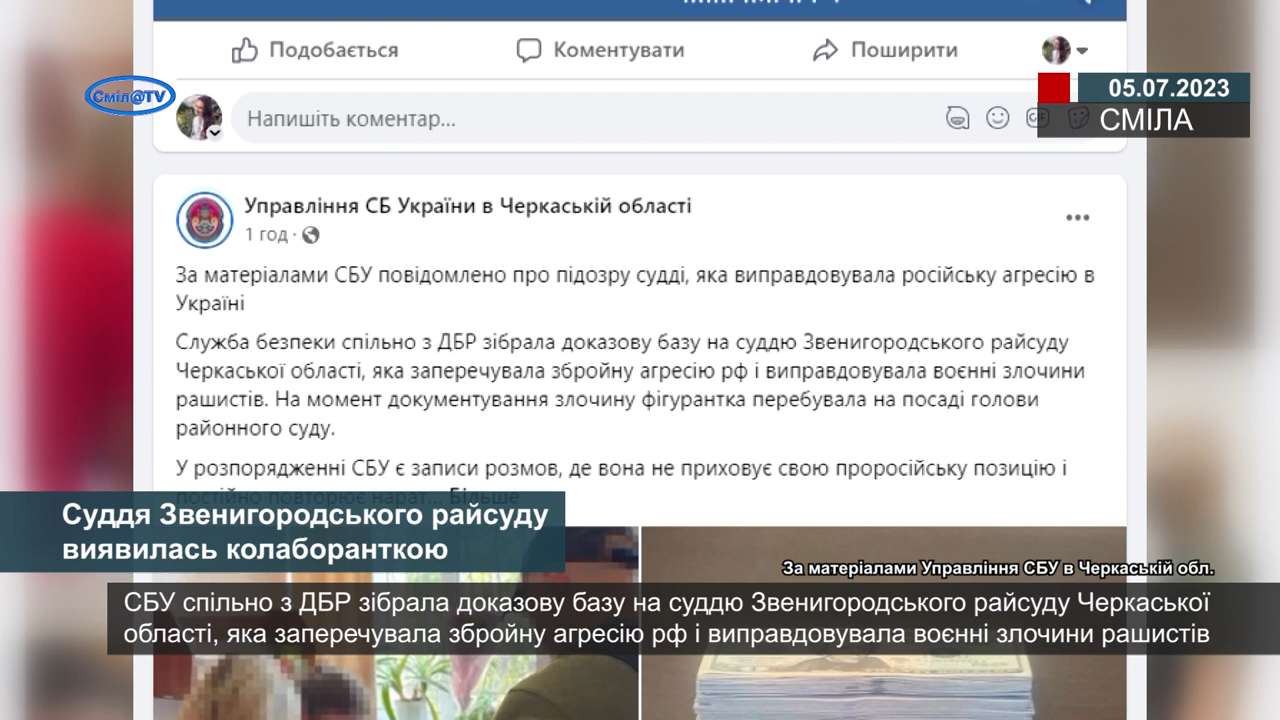 Подобається
Коментувати
Поширити
Сміл@TV
05.07.2023
СМІЛА
Напишіть коментар...
GIF
Управління СБ України в Черкаській області
1 год ·
За матеріалами СБУ повідомлено про підозру судді, яка виправдовувала російську агресію в
Україні
Служба безпеки спільно з ДБР зібрала доказову базу на суддю Звенигородського райсуду
Черкаської області, яка заперечувала збройну агресію рф і виправдовувала воєнні злочини
рашистів. На момент документування злочину фігурантка перебувала на посаді голови
районного суду.
У розпорядженні СБУ є записи розмов, де вона не приховує свою проросійську позицію і
постійно повторює нарат... Більше
Суддя Звенигородського райсуду
виявилась колаборанткою
За матеріалами Управління СБУ в Черкаській обл.
СБУ спільно з ДБР зібрала доказову базу на суддю Звенигородського райсуду Черкаської
області, яка заперечувала збройну агресію рф і виправдовувала воєнні злочини рашистів